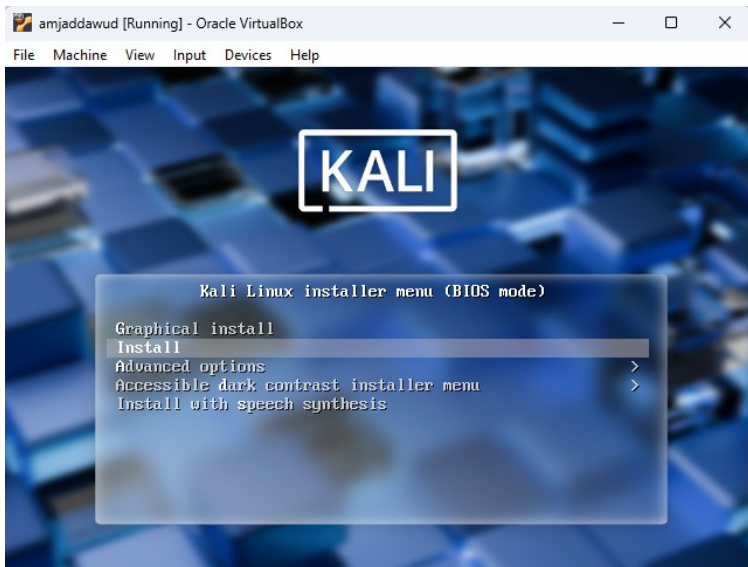 amjaddawud [Running] - Oracle VirtualBox
File Machine View Input Devices Help
KALI
Kali Linux installer menu (BIOS mode)
Graphical install
Install
Advanced options >
Accessible dark contrast installer menu >
Install with speech synthesis